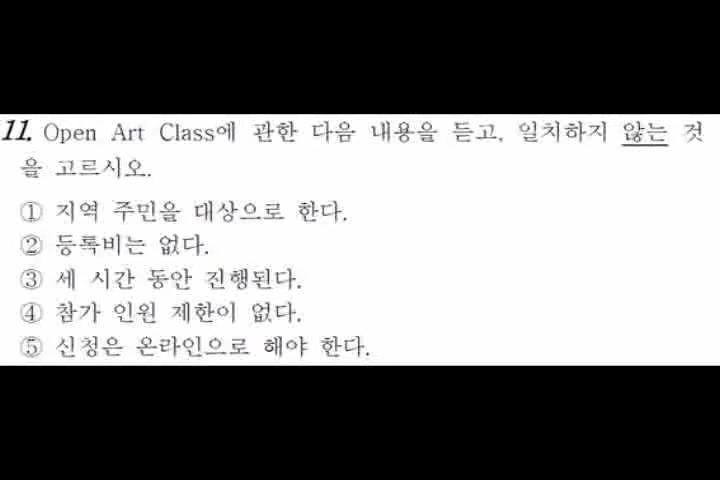 11. Open Art Class에 관한 다음 내용을 듣고, 일치하지 않는 것
을 고르시오.
① 지역 주민을 대상으로 한다.
② 등록비는 없다.
③ 세 시간 동안 진행된다.
④ 참가 인원 제한이 없다.
⑤ 신청은 온라인으로 해야 한다.